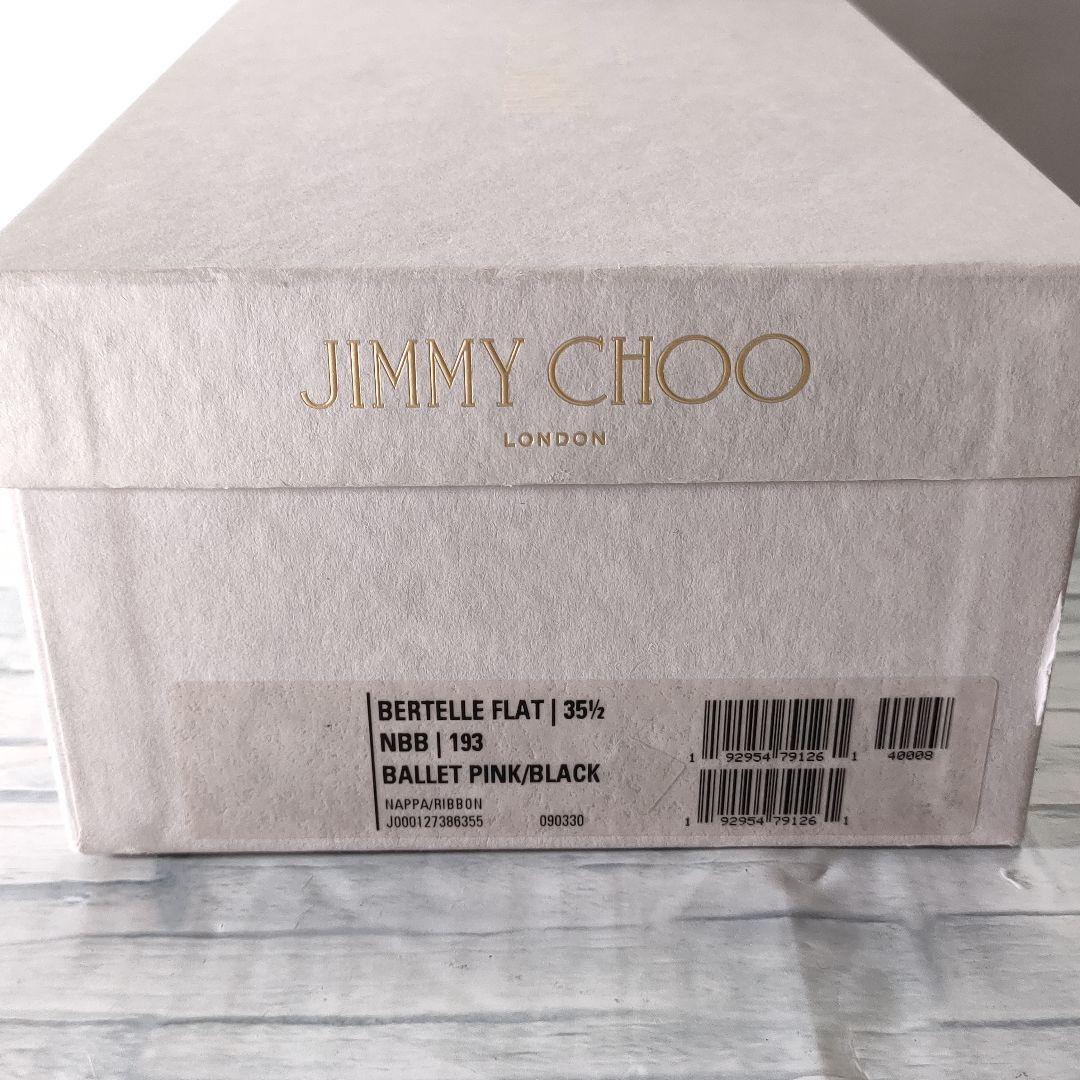 JIMMY CHOO
LONDON
BERTELLE FLAT | 35½
NBB | 193
BALLET PINK/BLACK
NAPPA/RIBBON
J000127386355 090330
1 92954 79126 1 40008
1 92954 79126 1